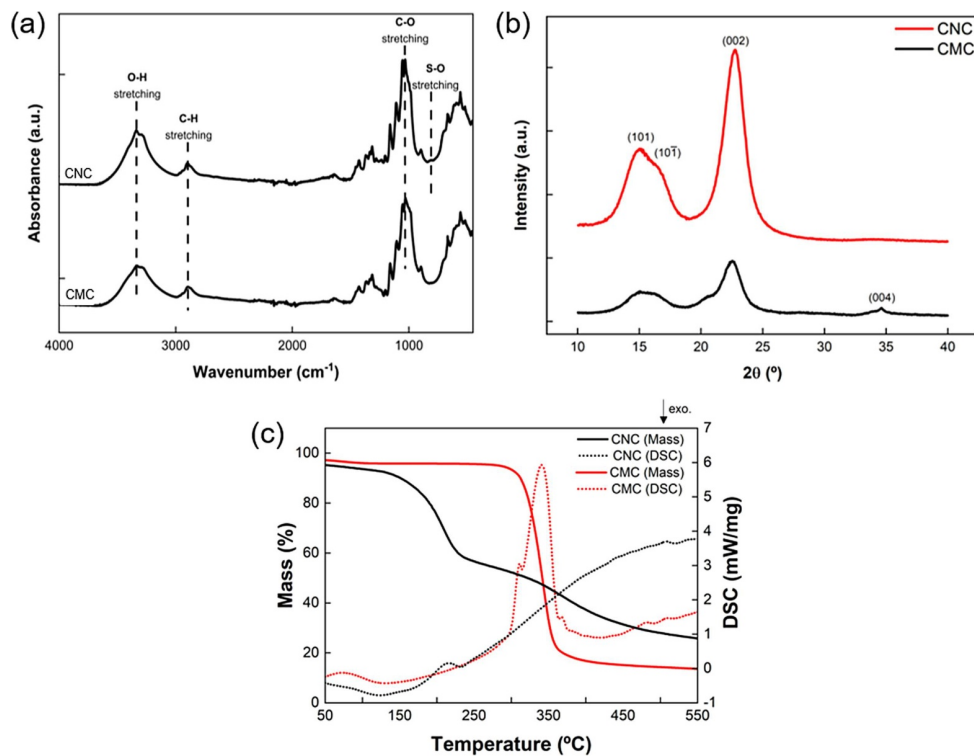 (a)
O-H
stretching
C-H
stretching
C-O
stretching
S-O
stretching
CNC
CMC
Absorbance (a.u.)
4000 3000 2000 1000
Wavenumber (cm⁻¹)
(b)
CNC
CMC
(002)
(101)
(101̅)
(004)
Intensity (a.u.)
10 15 20 25 30 35 40
2θ (º)
(c)
exo.
CNC (Mass)
CNC (DSC)
CMC (Mass)
CMC (DSC)
100
80
60
40
20
0
Mass (%)
7
6
5
4
3
2
1
0
-1
DSC (mW/mg)
50 150 250 350 450 550
Temperature (ºC)